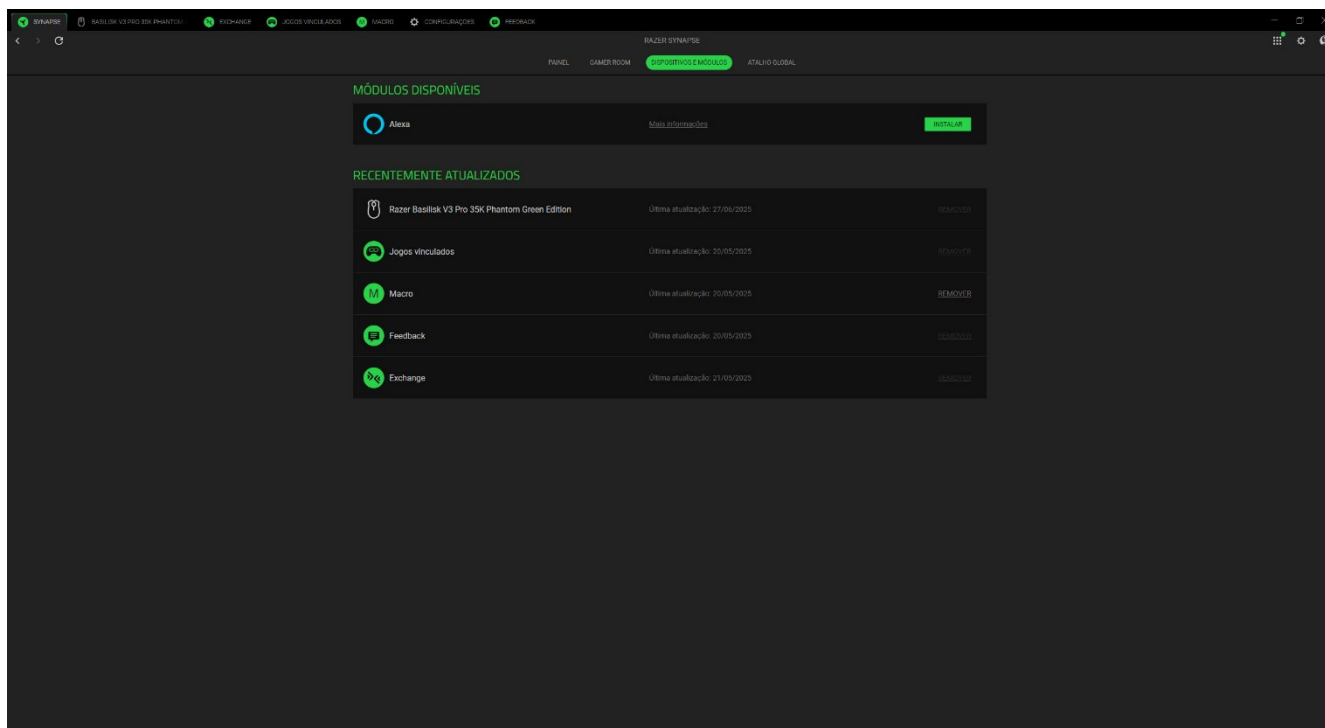 SYNAPSE BASILISK V3 PRO 35K PHANTOM EXCHANGE JOGOS VINCULADOS MACRO CONFIGURAÇÕES FEEDBACK
RAZER SYNAPSE
PAINEL GAMER ROOM DISPOSITIVOS E MÓDULOS ATALHO GLOBAL
MÓDULOS DISPONÍVEIS
Alexa Mais informações INSTALAR
RECENTEMENTE ATUALIZADOS
Razer Basilisk V3 Pro 35K Phantom Green Edition Última atualização: 27/06/2025 REMOVER
Jogos vinculados Última atualização: 20/05/2025 REMOVER
M Macro Última atualização: 20/05/2025 REMOVER
Feedback Última atualização: 20/05/2025 REMOVER
Exchange Última atualização: 21/05/2025 REMOVER